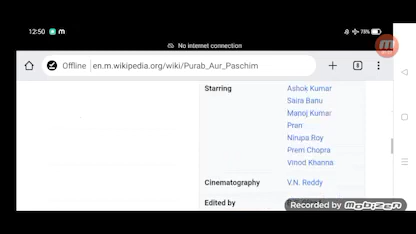 12:50 m 78%
No internet connection
Offline en.m.wikipedia.org/wiki/Purab_Aur_Paschim 8
Starring Ashok Kumar
Saira Banu
Manoj Kumar
Pran
Nirupa Roy
Prem Chopra
Vinod Khanna
Cinematography V.N. Reddy
Edited by
Recorded by Mobizen